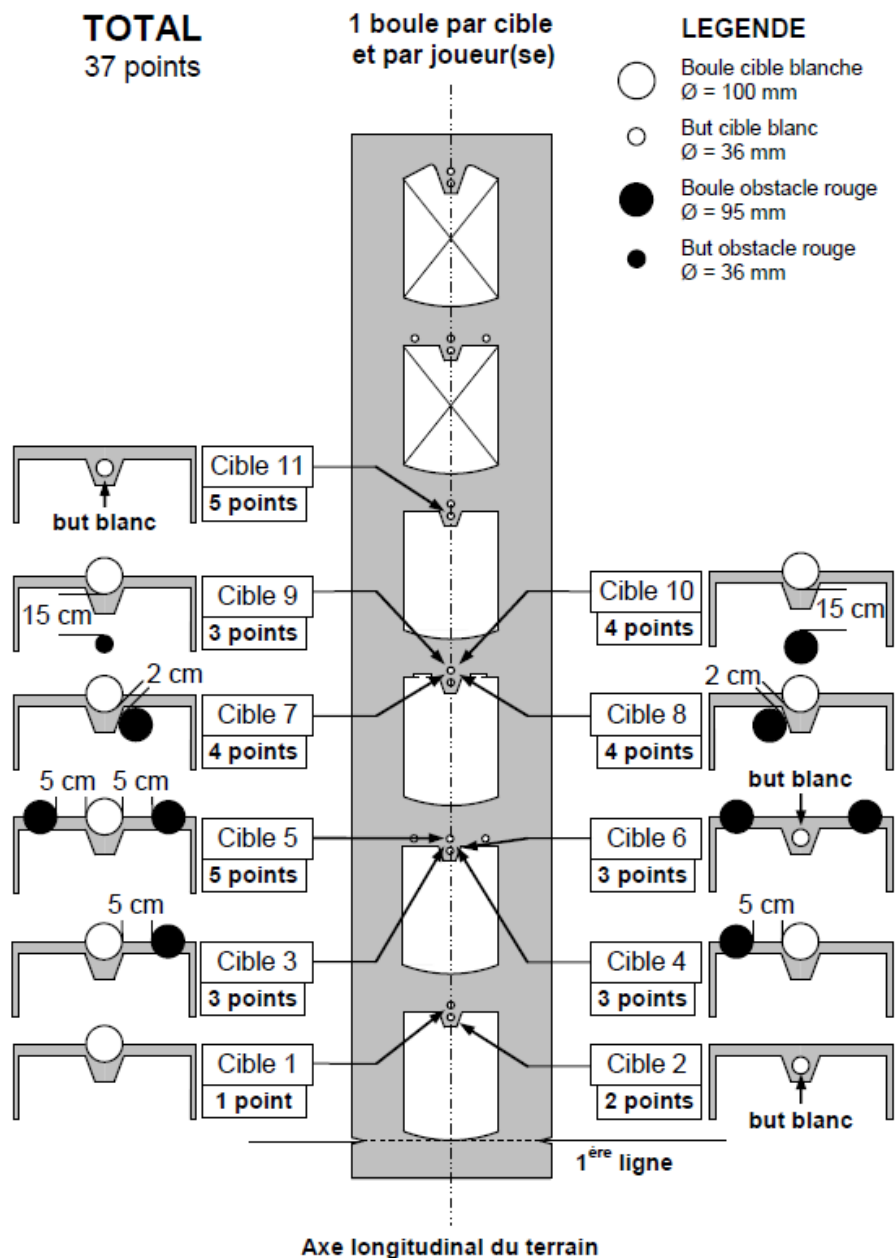 TOTAL
37 points
1 boule par cible
et par joueur(se)
LEGENDE
Boule cible blanche
Ø = 100 mm
But cible blanc
Ø = 36 mm
Boule obstacle rouge
Ø = 95 mm
But obstacle rouge
Ø = 36 mm
Cible 11
5 points
but blanc
15 cm
Cible 9
3 points
Cible 10
4 points
15 cm
2 cm
Cible 7
4 points
Cible 8
4 points
2 cm
5 cm 5 cm
Cible 5
5 points
but blanc
Cible 6
3 points
5 cm
Cible 3
3 points
Cible 4
3 points
5 cm
Cible 1
1 point
Cible 2
2 points
but blanc
1ère ligne
Axe longitudinal du terrain